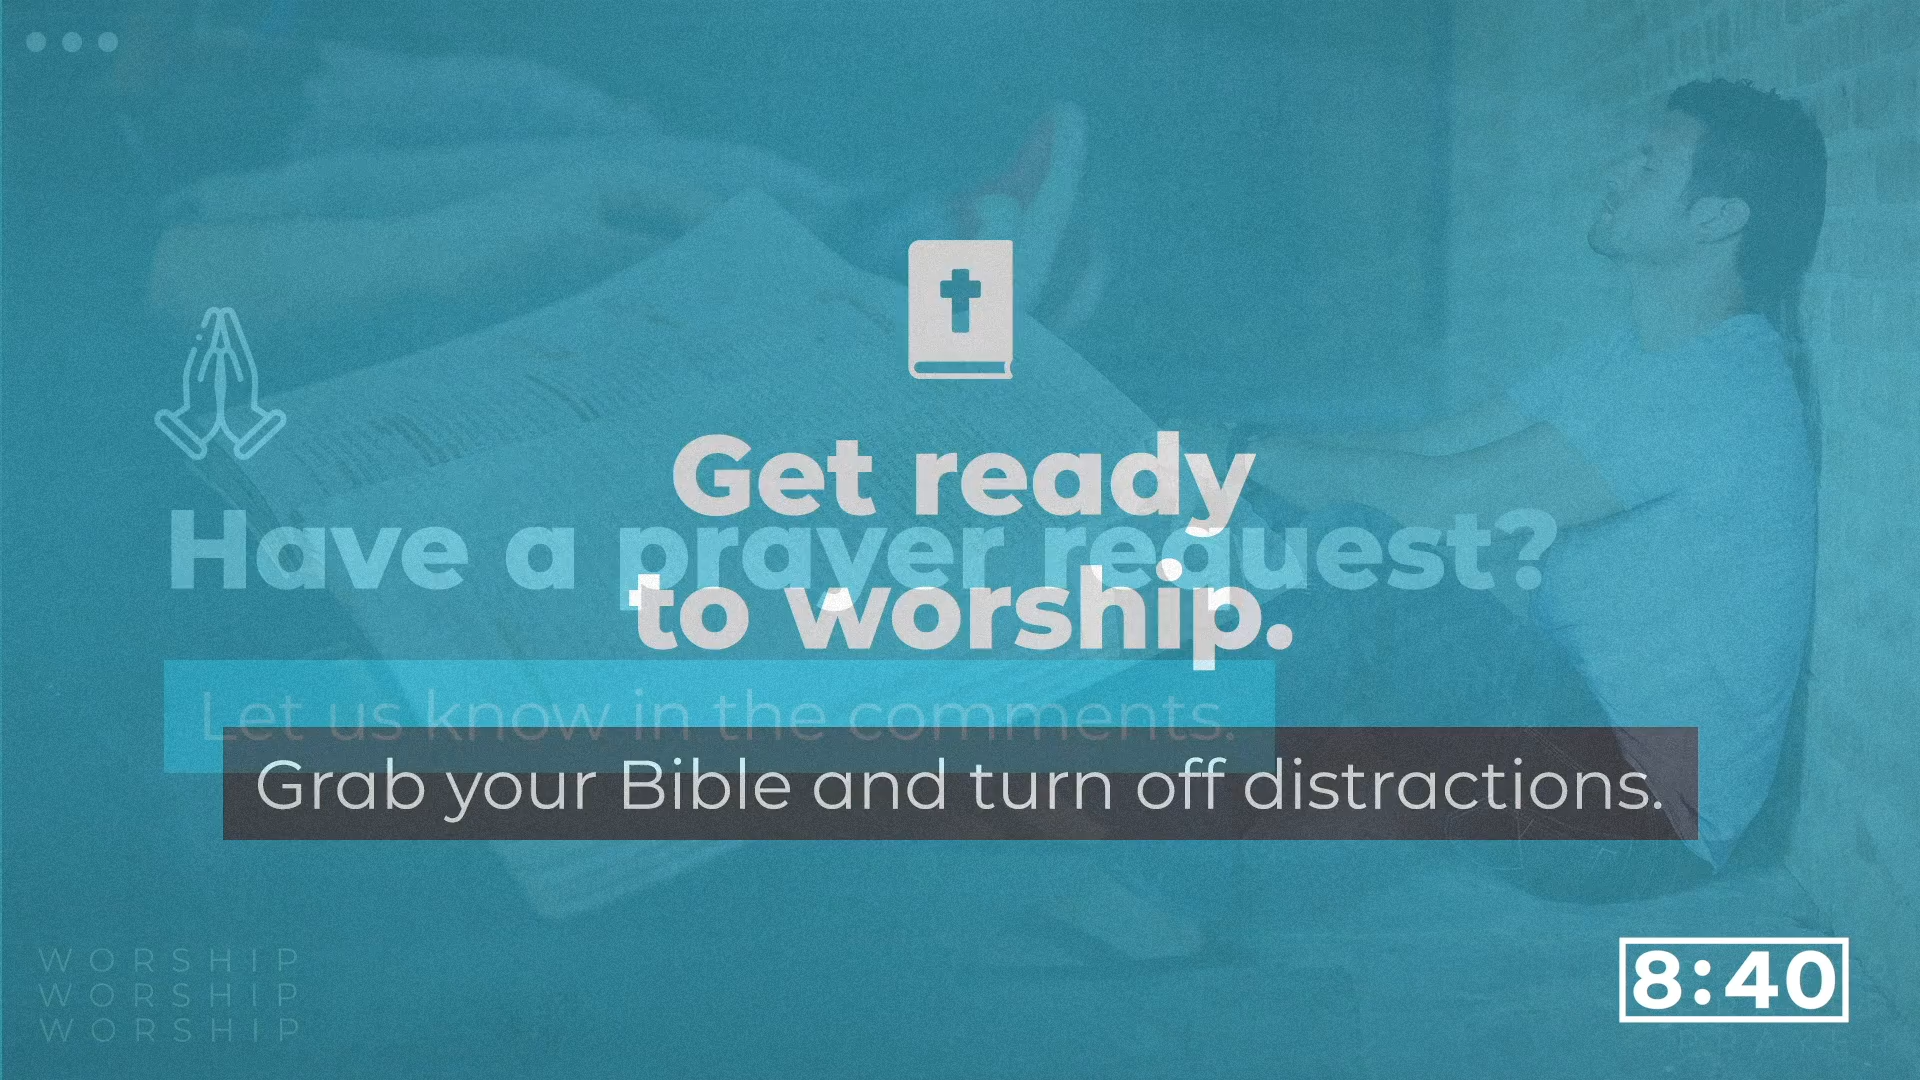 Get ready
to worship.
Grab your Bible and turn off distractions.
Have a prayer request?
Let us know in the comments.
WORSHIP
WORSHIP
WORSHIP
8:40